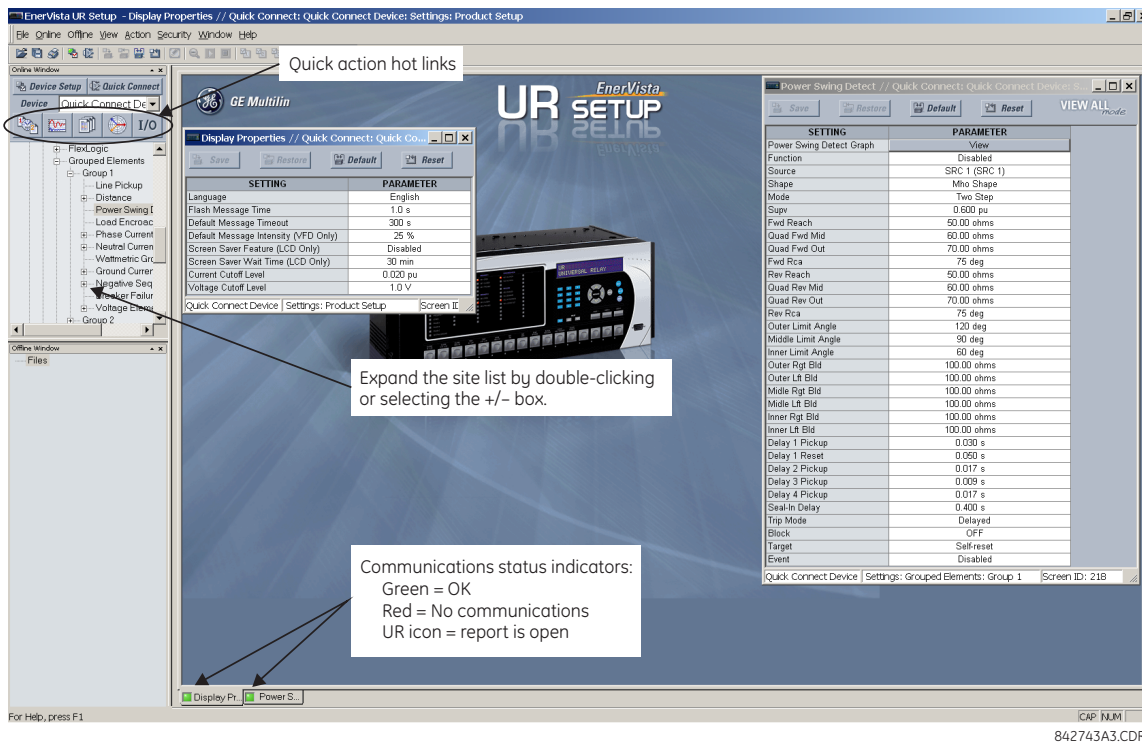 EnerVista UR Setup - Display Properties // Quick Connect: Quick Connect Device: Settings: Product Setup
File Online Offline View Action Security Window Help
Quick action hot links
Online Window
Device Setup Quick Connect
Device Quick Connect De
I/O
FlexLogic
Grouped Elements
Group 1
Line Pickup
Distance
Power Swing D
Load Encroac
Phase Current
Neutral Curren
Wattmetric Gro
Ground Curren
Negative Seq
Breaker Failur
Voltage Eleme
Group 2
Offline Window
Files
GE Multilin
EnerVista
UR SETUP
Display Properties // Quick Connect: Quick Co...
Save Restore Default Reset
SETTING PARAMETER
Language English
Flash Message Time 1.0 s
Default Message Timeout 300 s
Default Message Intensity (VFD Only) 25 %
Screen Saver Feature (LCD Only) Disabled
Screen Saver Wait Time (LCD Only) 30 min
Current Cutoff Level 0.020 pu
Voltage Cutoff Level 1.0 V
Quick Connect Device Settings: Product Setup Screen ID
UR
UNIVERSAL RELAY
Expand the site list by double-clicking
or selecting the +/– box.
Communications status indicators:
Green = OK
Red = No communications
UR icon = report is open
Power Swing Detect // Quick Connect: Quick Connect Device: S...
Save Restore Default Reset VIEW ALL mode
SETTING PARAMETER
Power Swing Detect Graph View
Function Disabled
Source SRC 1 (SRC 1)
Shape Mho Shape
Mode Two Step
Supv 0.600 pu
Fwd Reach 50.00 ohms
Quad Fwd Mid 60.00 ohms
Quad Fwd Out 70.00 ohms
Fwd Rca 75 deg
Rev Reach 50.00 ohms
Quad Rev Mid 60.00 ohms
Quad Rev Out 70.00 ohms
Rev Rca 75 deg
Outer Limit Angle 120 deg
Middle Limit Angle 90 deg
Inner Limit Angle 60 deg
Outer Rgt Bld 100.00 ohms
Outer Lft Bld 100.00 ohms
Midle Rgt Bld 100.00 ohms
Midle Lft Bld 100.00 ohms
Inner Rgt Bld 100.00 ohms
Inner Lft Bld 100.00 ohms
Delay 1 Pickup 0.030 s
Delay 1 Reset 0.050 s
Delay 2 Pickup 0.017 s
Delay 3 Pickup 0.009 s
Delay 4 Pickup 0.017 s
Seal-In Delay 0.400 s
Trip Mode Delayed
Block OFF
Target Self-reset
Event Disabled
Quick Connect Device Settings: Grouped Elements: Group 1 Screen ID: 218
Display Pr... Power S...
For Help, press F1
CAP NUM
842743A3.CDR